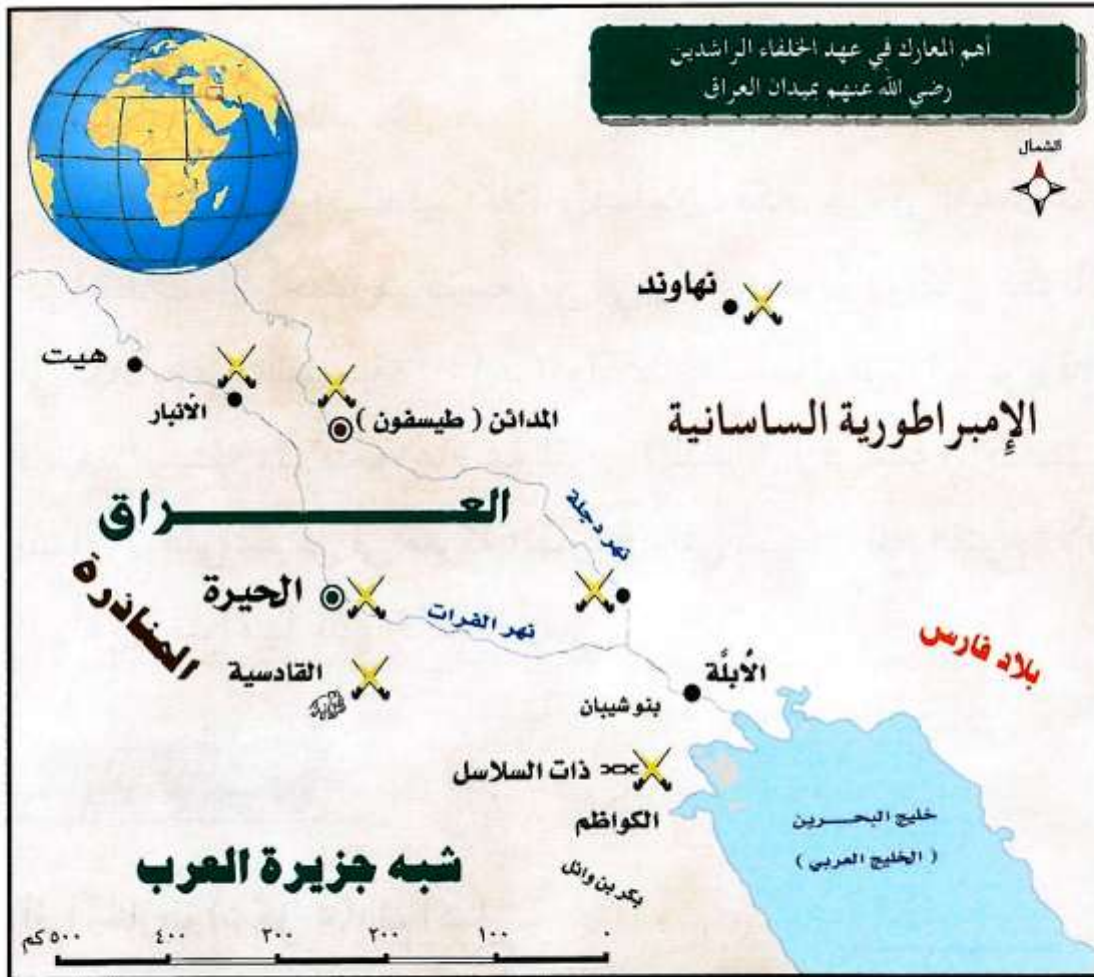 أهم المعارك في عهد الخلفاء الراشدين
رضي الله عنهم بميدان العراق
الشمال
نهاوند
هيت
الأنبار
المدائن ( طيسفون )
الإمبراطورية الساسانية
العـــــراق
نهر دجلة
المناذرة
الحيرة
نهر الفرات
بلاد فارس
القادسية
الأبلَّة
بنو شيبان
ذات السلاسل
الكواظم
خليج البحـــرين
( الخليج العربي )
شبه جزيرة العرب
بكر بن وائل
٥٠٠ كم ٤٠٠ ٣٠٠ ٢٠٠ ١٠٠ ٠